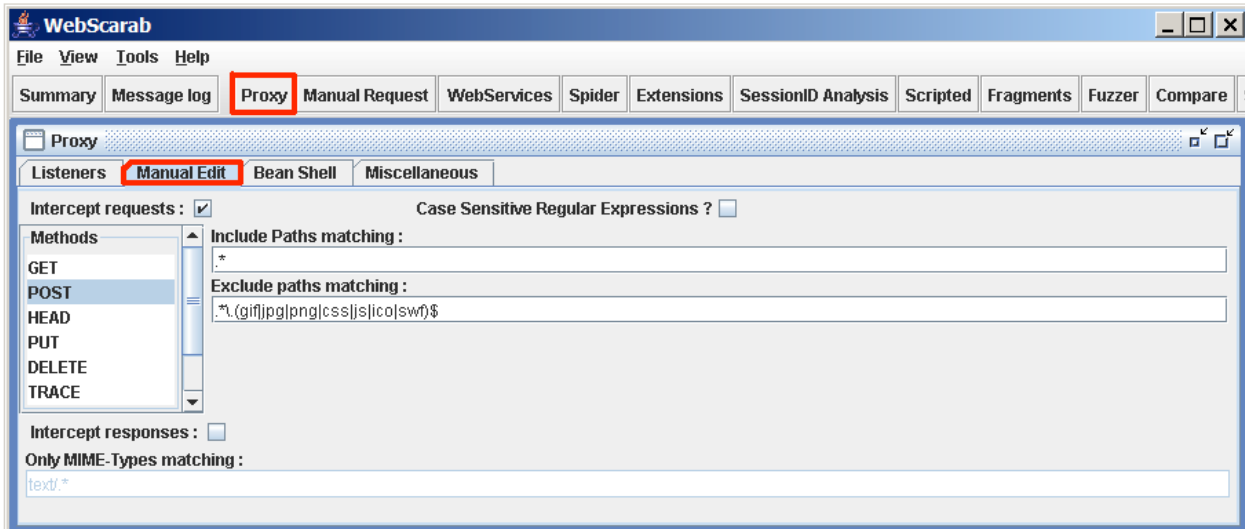 WebScarab
File View Tools Help
Summary Message log Proxy Manual Request WebServices Spider Extensions SessionID Analysis Scripted Fragments Fuzzer Compare
Proxy
Listeners Manual Edit Bean Shell Miscellaneous
Intercept requests : Case Sensitive Regular Expressions ?
Methods
Include Paths matching :
.*
GET
POST
HEAD
PUT
DELETE
TRACE
Exclude paths matching :
.*\.(gif|jpg|png|css|js|ico|swf)$
Intercept responses :
Only MIME-Types matching :
text/.*